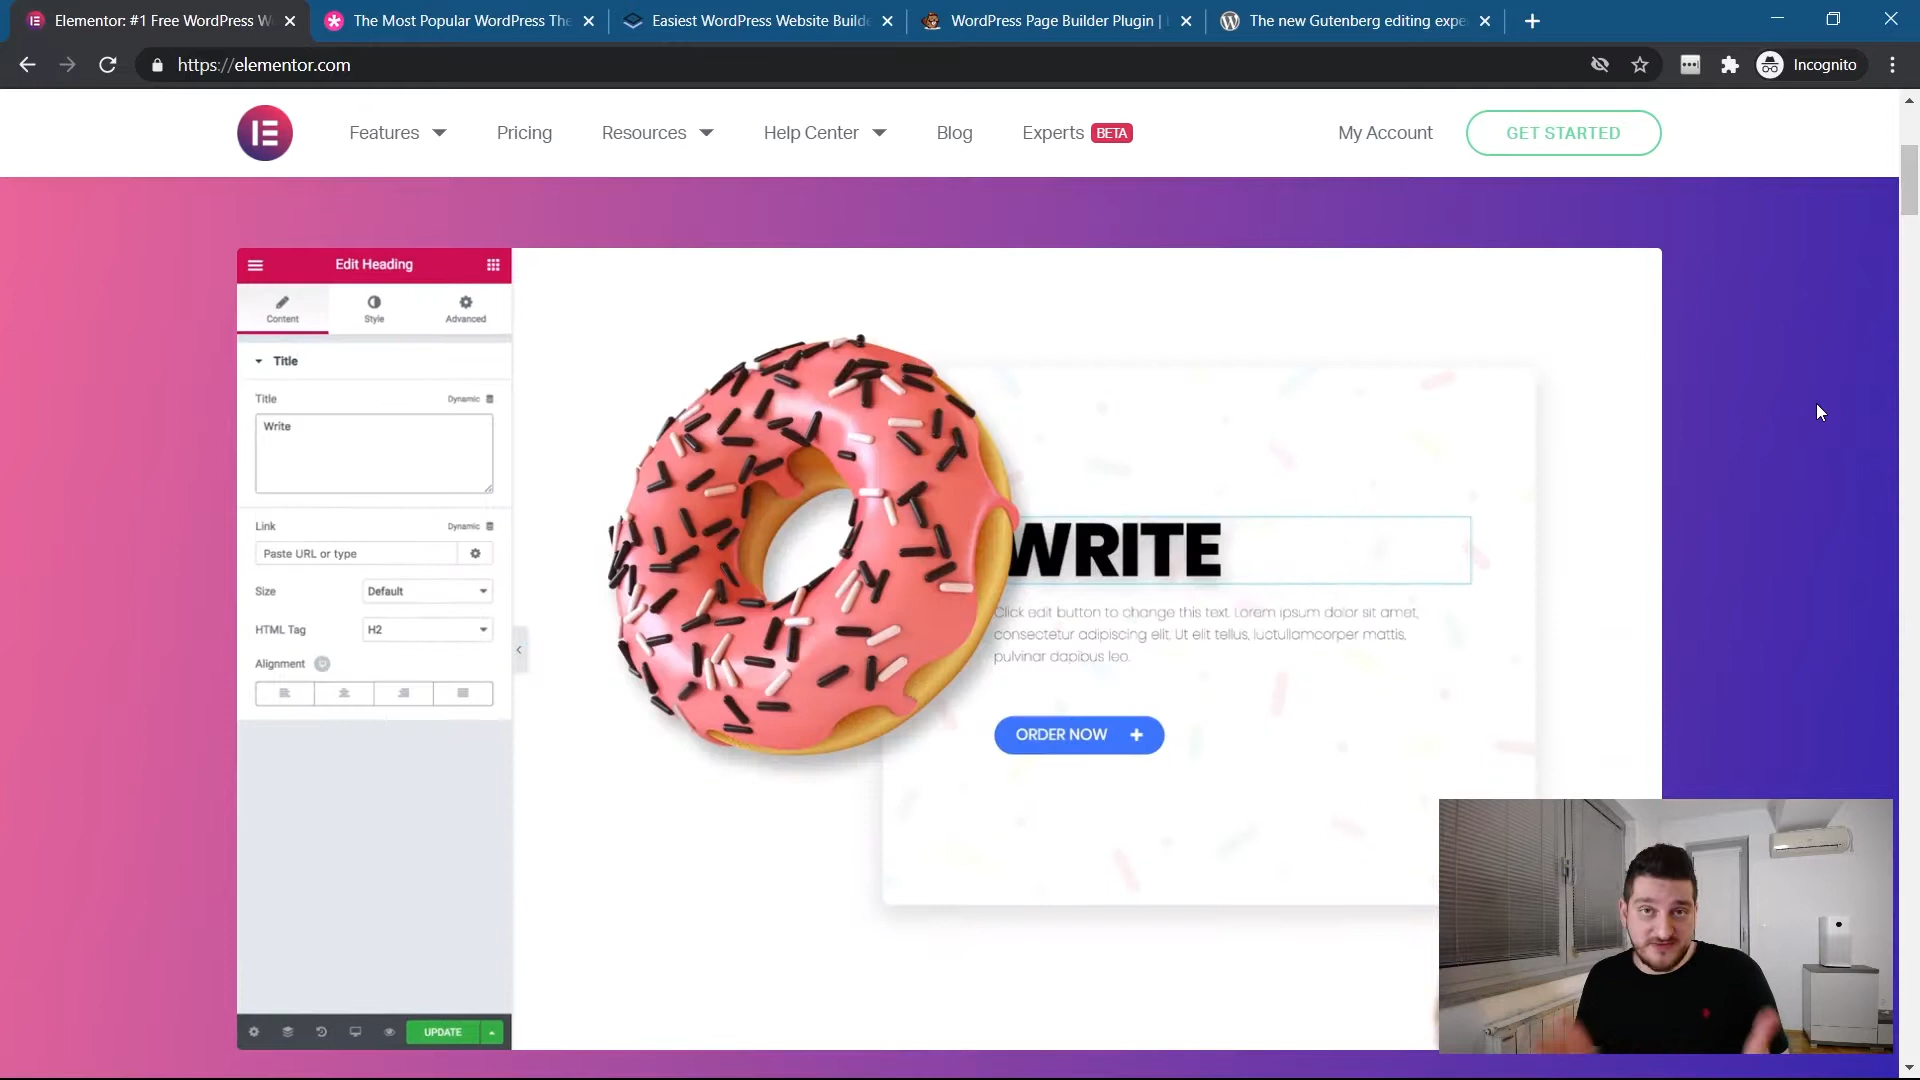 Elementor: #1 Free WordPress W
The Most Popular WordPress The
Easiest WordPress Website Builde
WordPress Page Builder Plugin |
The new Gutenberg editing expe
https://elementor.com
Incognito
Features
Pricing
Resources
Help Center
Blog
Experts BETA
My Account
GET STARTED
Edit Heading
Content
Style
Advanced
Title
Title
Dynamic
Write
Link
Dynamic
Paste URL or type
Size
Default
HTML Tag
H2
Alignment
UPDATE
WRITE
Click edit button to change this text. Lorem ipsum dolor sit amet,
consectetur adipiscing elit. Ut elit tellus, luctullamcorper mattis,
pulvinar dapibus leo.
ORDER NOW +